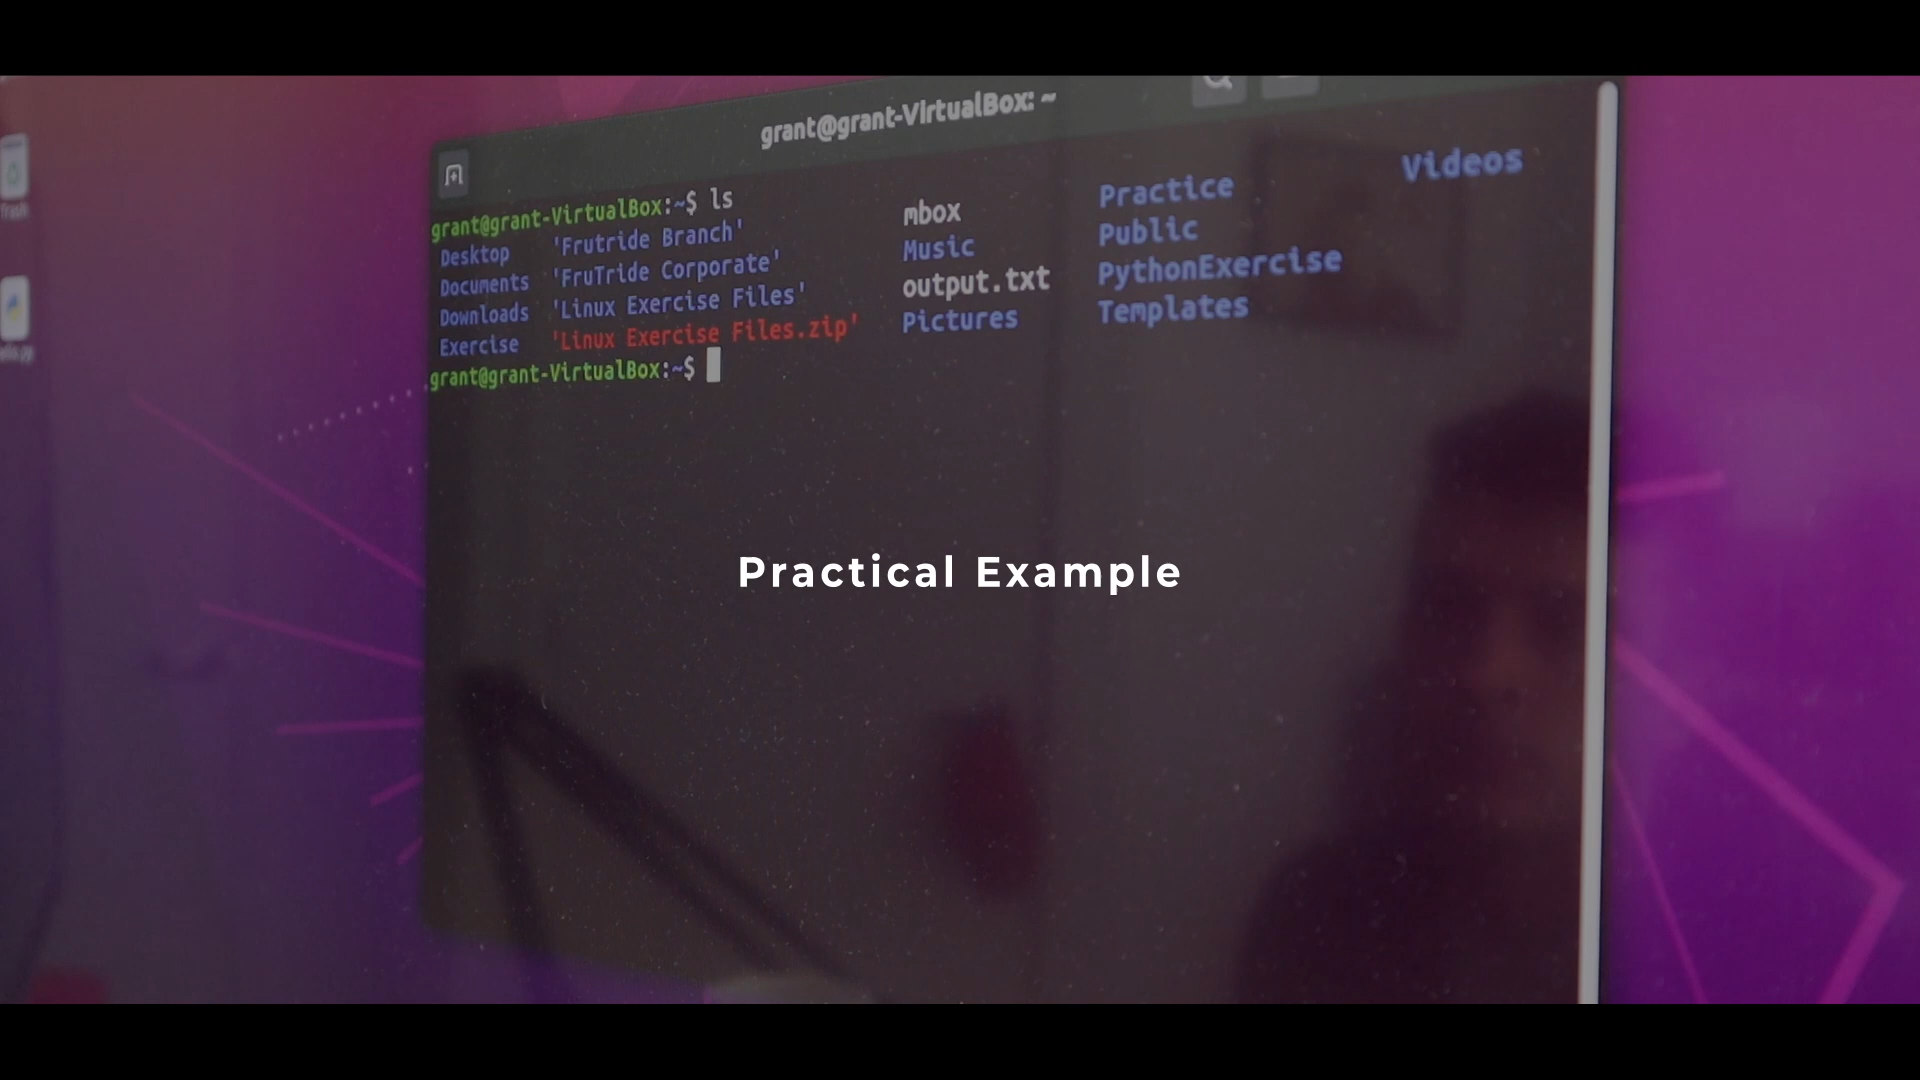 grant@grant-VirtualBox: ~
grant@grant-VirtualBox:~$ ls
Desktop 'Frutride Branch' mbox Practice Videos
Documents 'FruTride Corporate' Music Public
Downloads 'Linux Exercise Files' output.txt PythonExercise
Exercise 'Linux Exercise Files.zip' Pictures Templates
grant@grant-VirtualBox:~$
Trash
Practical Example